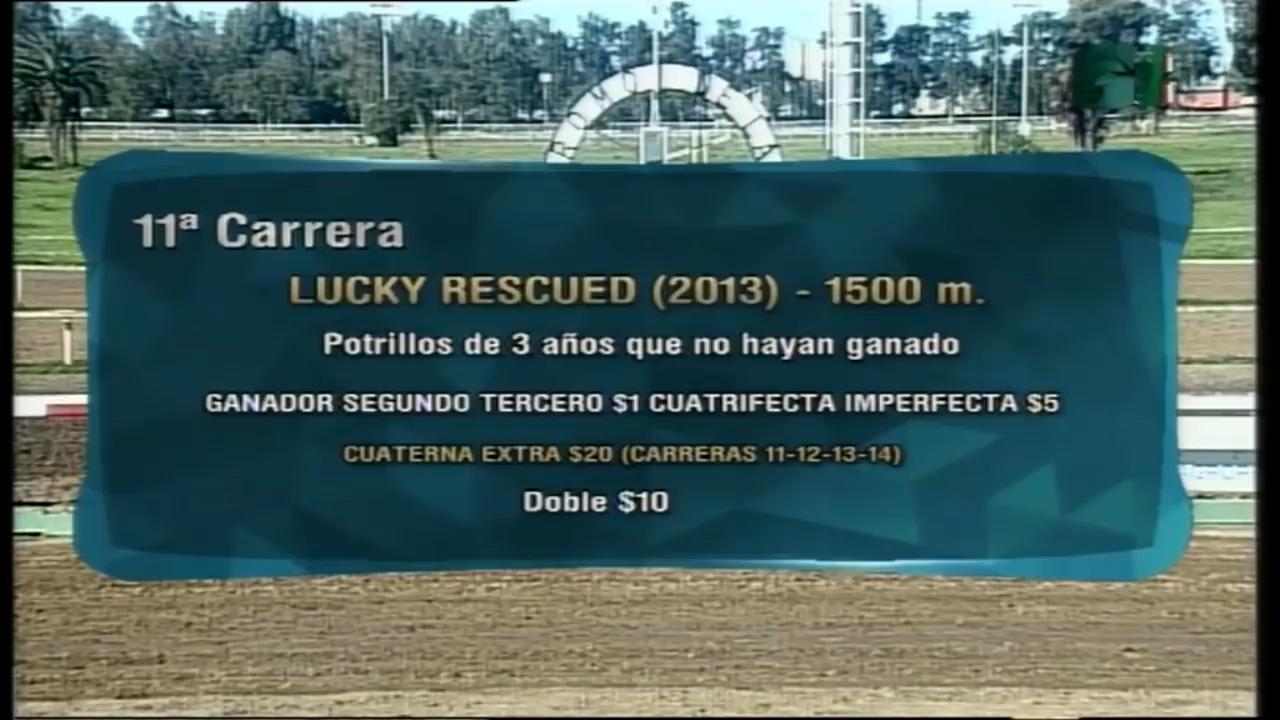 11ª Carrera
LUCKY RESCUED (2013) - 1500 m.
Potrillos de 3 años que no hayan ganado
GANADOR SEGUNDO TERCERO $1 CUATRIFECTA IMPERFECTA $5
CUATERNA EXTRA $20 (CARRERAS 11-12-13-14)
Doble $10